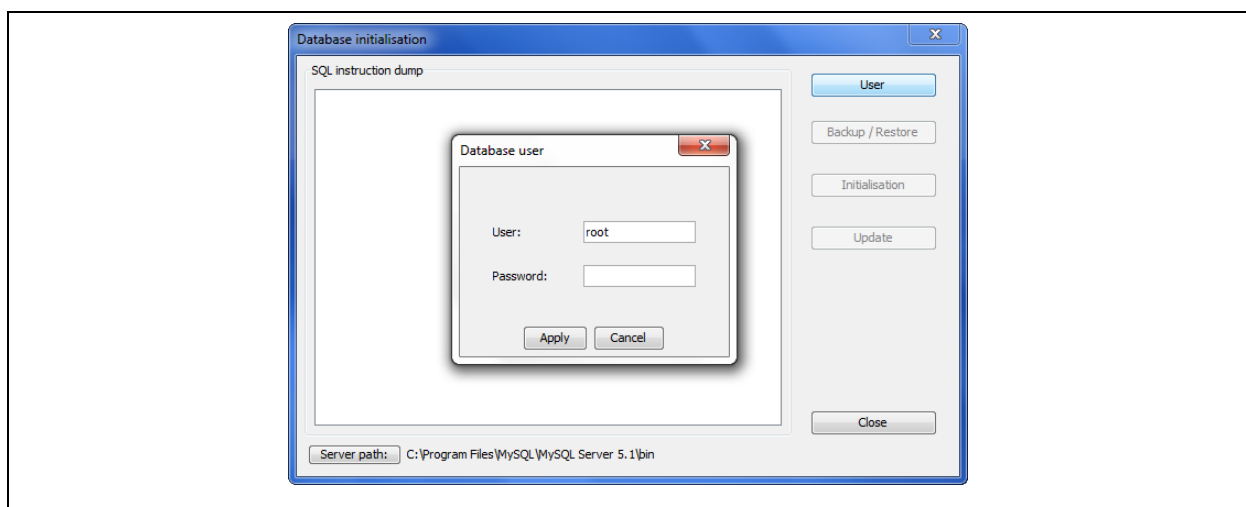 Database initialisation
SQL instruction dump
User
Backup / Restore
Initialisation
Update
Database user
User: root
Password:
Apply Cancel
Close
Server path: C:\Program Files\MySQL\MySQL Server 5.1\bin